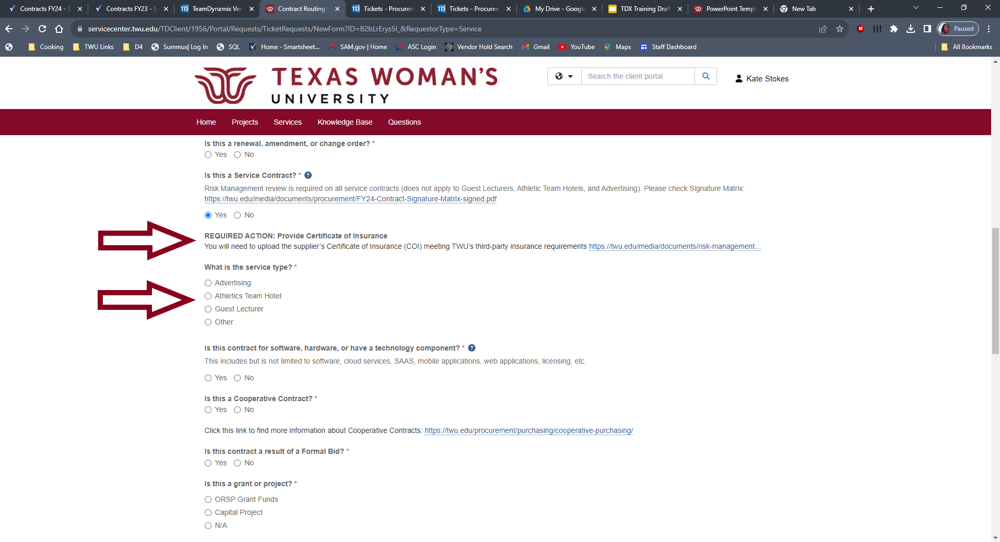 Contracts FY24 - S
Contracts FY23 - S
TeamDynamix Ver
Contract Routing
Tickets - Procurem
Tickets - Procurem
My Drive - Google
TDX Training Draft
PowerPoint Templ
New Tab
servicecenter.twu.edu/TDClient/1956/Portal/Requests/TicketRequests/NewForm?ID=B2bLrErys5I_&RequestorType=Service
Paused
Cooking
TWU Links
D4
Summus| Log In
SQL
Home - Smartsheet...
SAM.gov | Home
ASC Login
Vendor Hold Search
Gmail
YouTube
Maps
Staff Dashboard
All Bookmarks
TEXAS WOMAN'S
UNIVERSITY
Search the client portal
Kate Stokes
Home Projects Services Knowledge Base Questions
Is this a renewal, amendment, or change order? *
Yes No
Is this a Service Contract? * ?
Risk Management review is required on all service contracts (does not apply to Guest Lecturers, Athletic Team Hotels, and Advertising). Please check Signature Matrix:
https://twu.edu/media/documents/procurement/FY24-Contract-Signature-Matrix-signed.pdf
Yes No
REQUIRED ACTION: Provide Certificate of Insurance
You will need to upload the supplier's Certificate of Insurance (COI) meeting TWU's third-party insurance requirements https://twu.edu/media/documents/risk-management...
What is the service type? *
Advertising
Athletics Team Hotel
Guest Lecturer
Other
Is this contract for software, hardware, or have a technology component? * ?
This includes but is not limited to software, cloud services, SAAS, mobile applications, web applications, licensing, etc.
Yes No
Is this a Cooperative Contract? *
Yes No
Click this link to find more information about Cooperative Contracts: https://twu.edu/procurement/purchasing/cooperative-purchasing/
Is this contract a result of a Formal Bid? *
Yes No
Is this a grant or project? *
ORSP Grant Funds
Capital Project
N/A